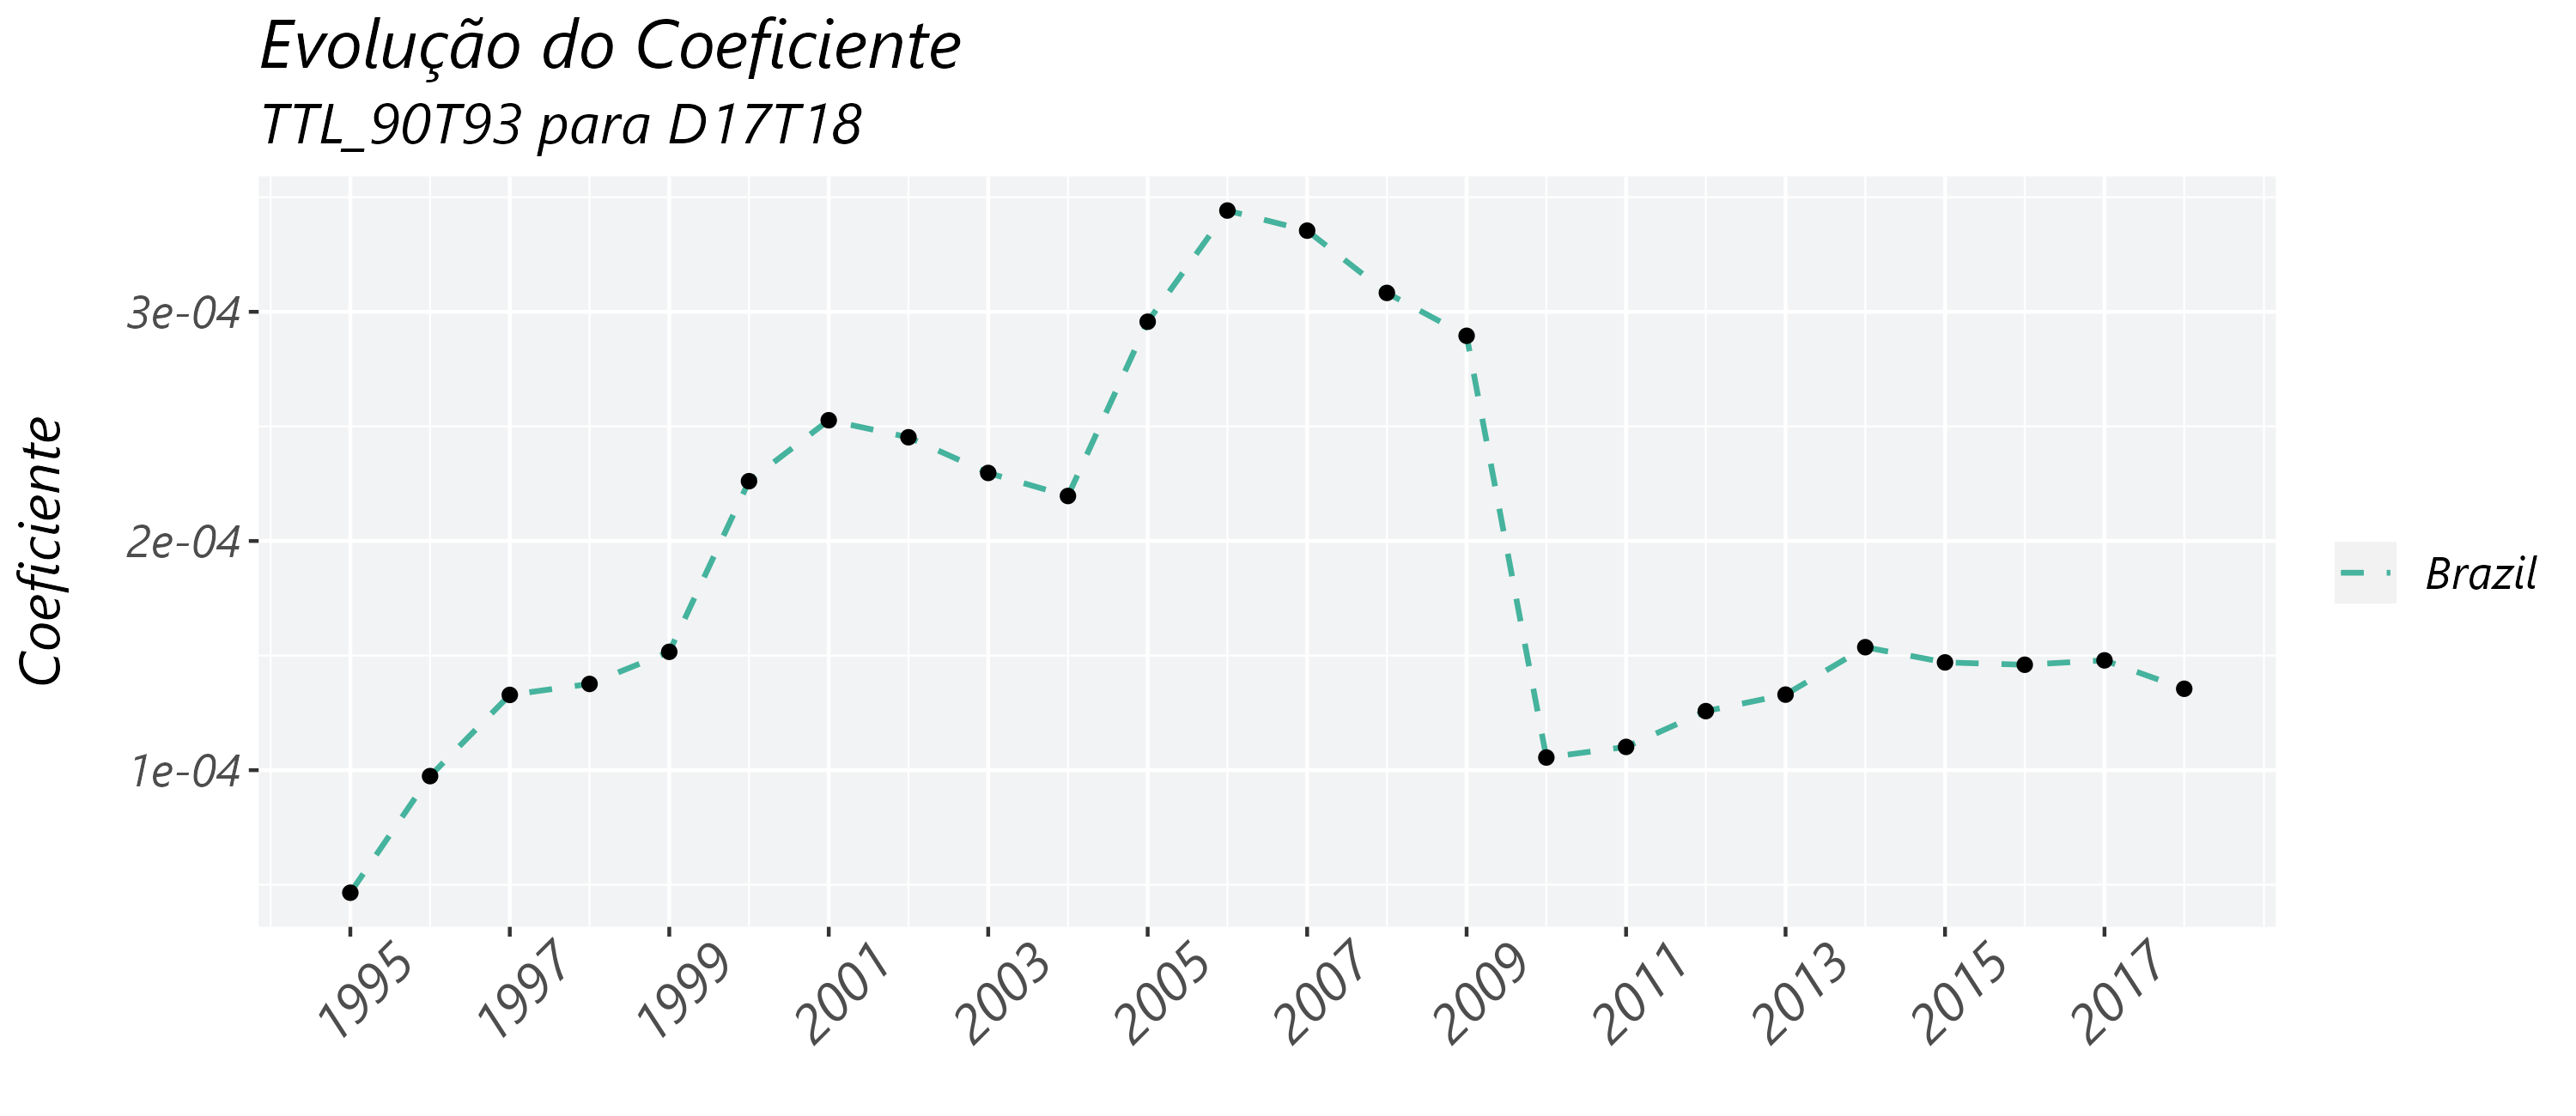 Evolução do Coeficiente
TTL_90T93 para D17T18
Coeficiente
3e-04
2e-04
1e-04
1995
1997
1999
2001
2003
2005
2007
2009
2011
2013
2015
2017
Brazil